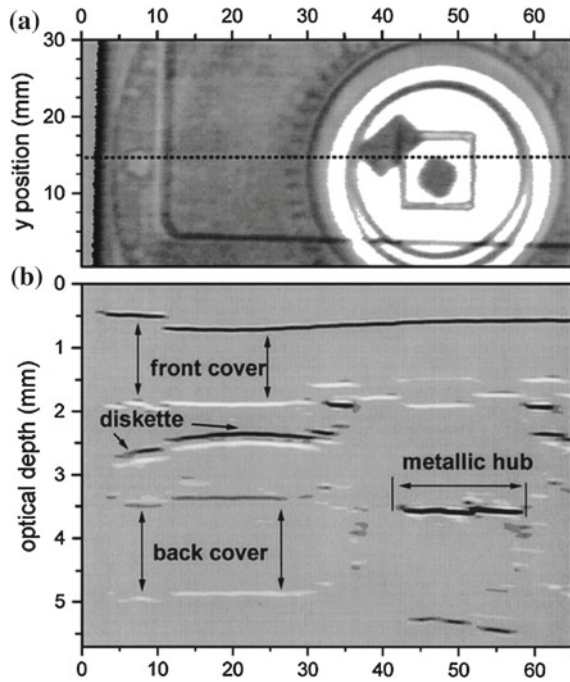 (a)
0 10 20 30 40 50 60
30
20
10
y position (mm)
(b)
0
1
2
3
4
5
optical depth (mm)
front cover
diskette
metallic hub
back cover
0 10 20 30 40 50 60